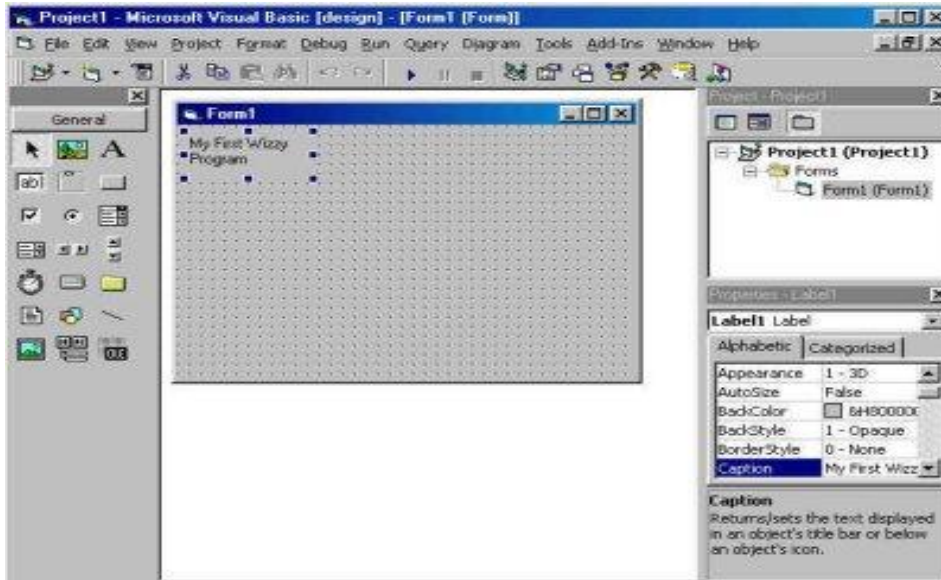 Project1 - Microsoft Visual Basic [design] - [Form1 (Form)]
File Edit View Project Format Debug Run Query Diagram Tools Add-Ins Window Help
General
A
abl
OLE
Form1
My First Wizzy
Program
Project - Project1
Project1 (Project1)
Forms
Form1 (Form1)
Properties - Label1
Label1 Label
Alphabetic Categorized
Appearance 1 - 3D
AutoSize False
BackColor &H800000
BackStyle 1 - Opaque
BorderStyle 0 - None
Caption My First Wizz
Caption
Returns/sets the text displayed
in an object's title bar or below
an object's icon.